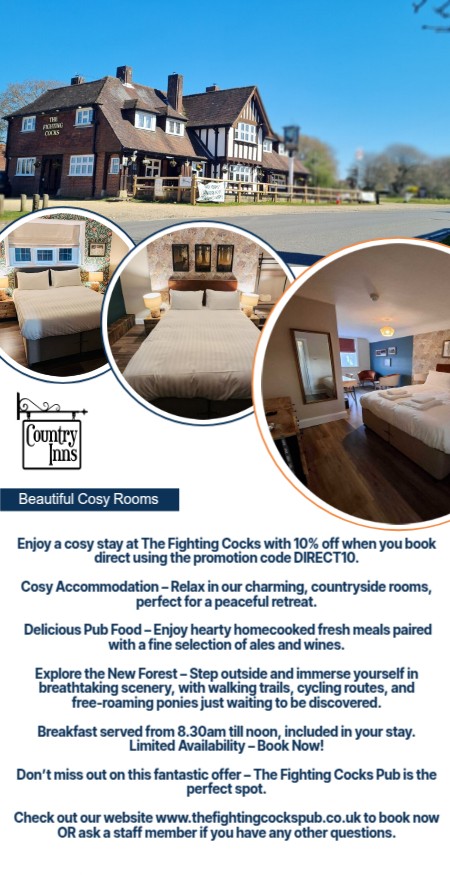 THE
FIGHTING
COCKS
Country
Inns
Beautiful Cosy Rooms
Enjoy a cosy stay at The Fighting Cocks with 10% off when you book
direct using the promotion code DIRECT10.
Cosy Accommodation – Relax in our charming, countryside rooms,
perfect for a peaceful retreat.
Delicious Pub Food – Enjoy hearty homecooked fresh meals paired
with a fine selection of ales and wines.
Explore the New Forest – Step outside and immerse yourself in
breathtaking scenery, with walking trails, cycling routes, and
free-roaming ponies just waiting to be discovered.
Breakfast served from 8.30am till noon, included in your stay.
Limited Availability – Book Now!
Don’t miss out on this fantastic offer – The Fighting Cocks Pub is the
perfect spot.
Check out our website www.thefightingcockspub.co.uk to book now
OR ask a staff member if you have any other questions.